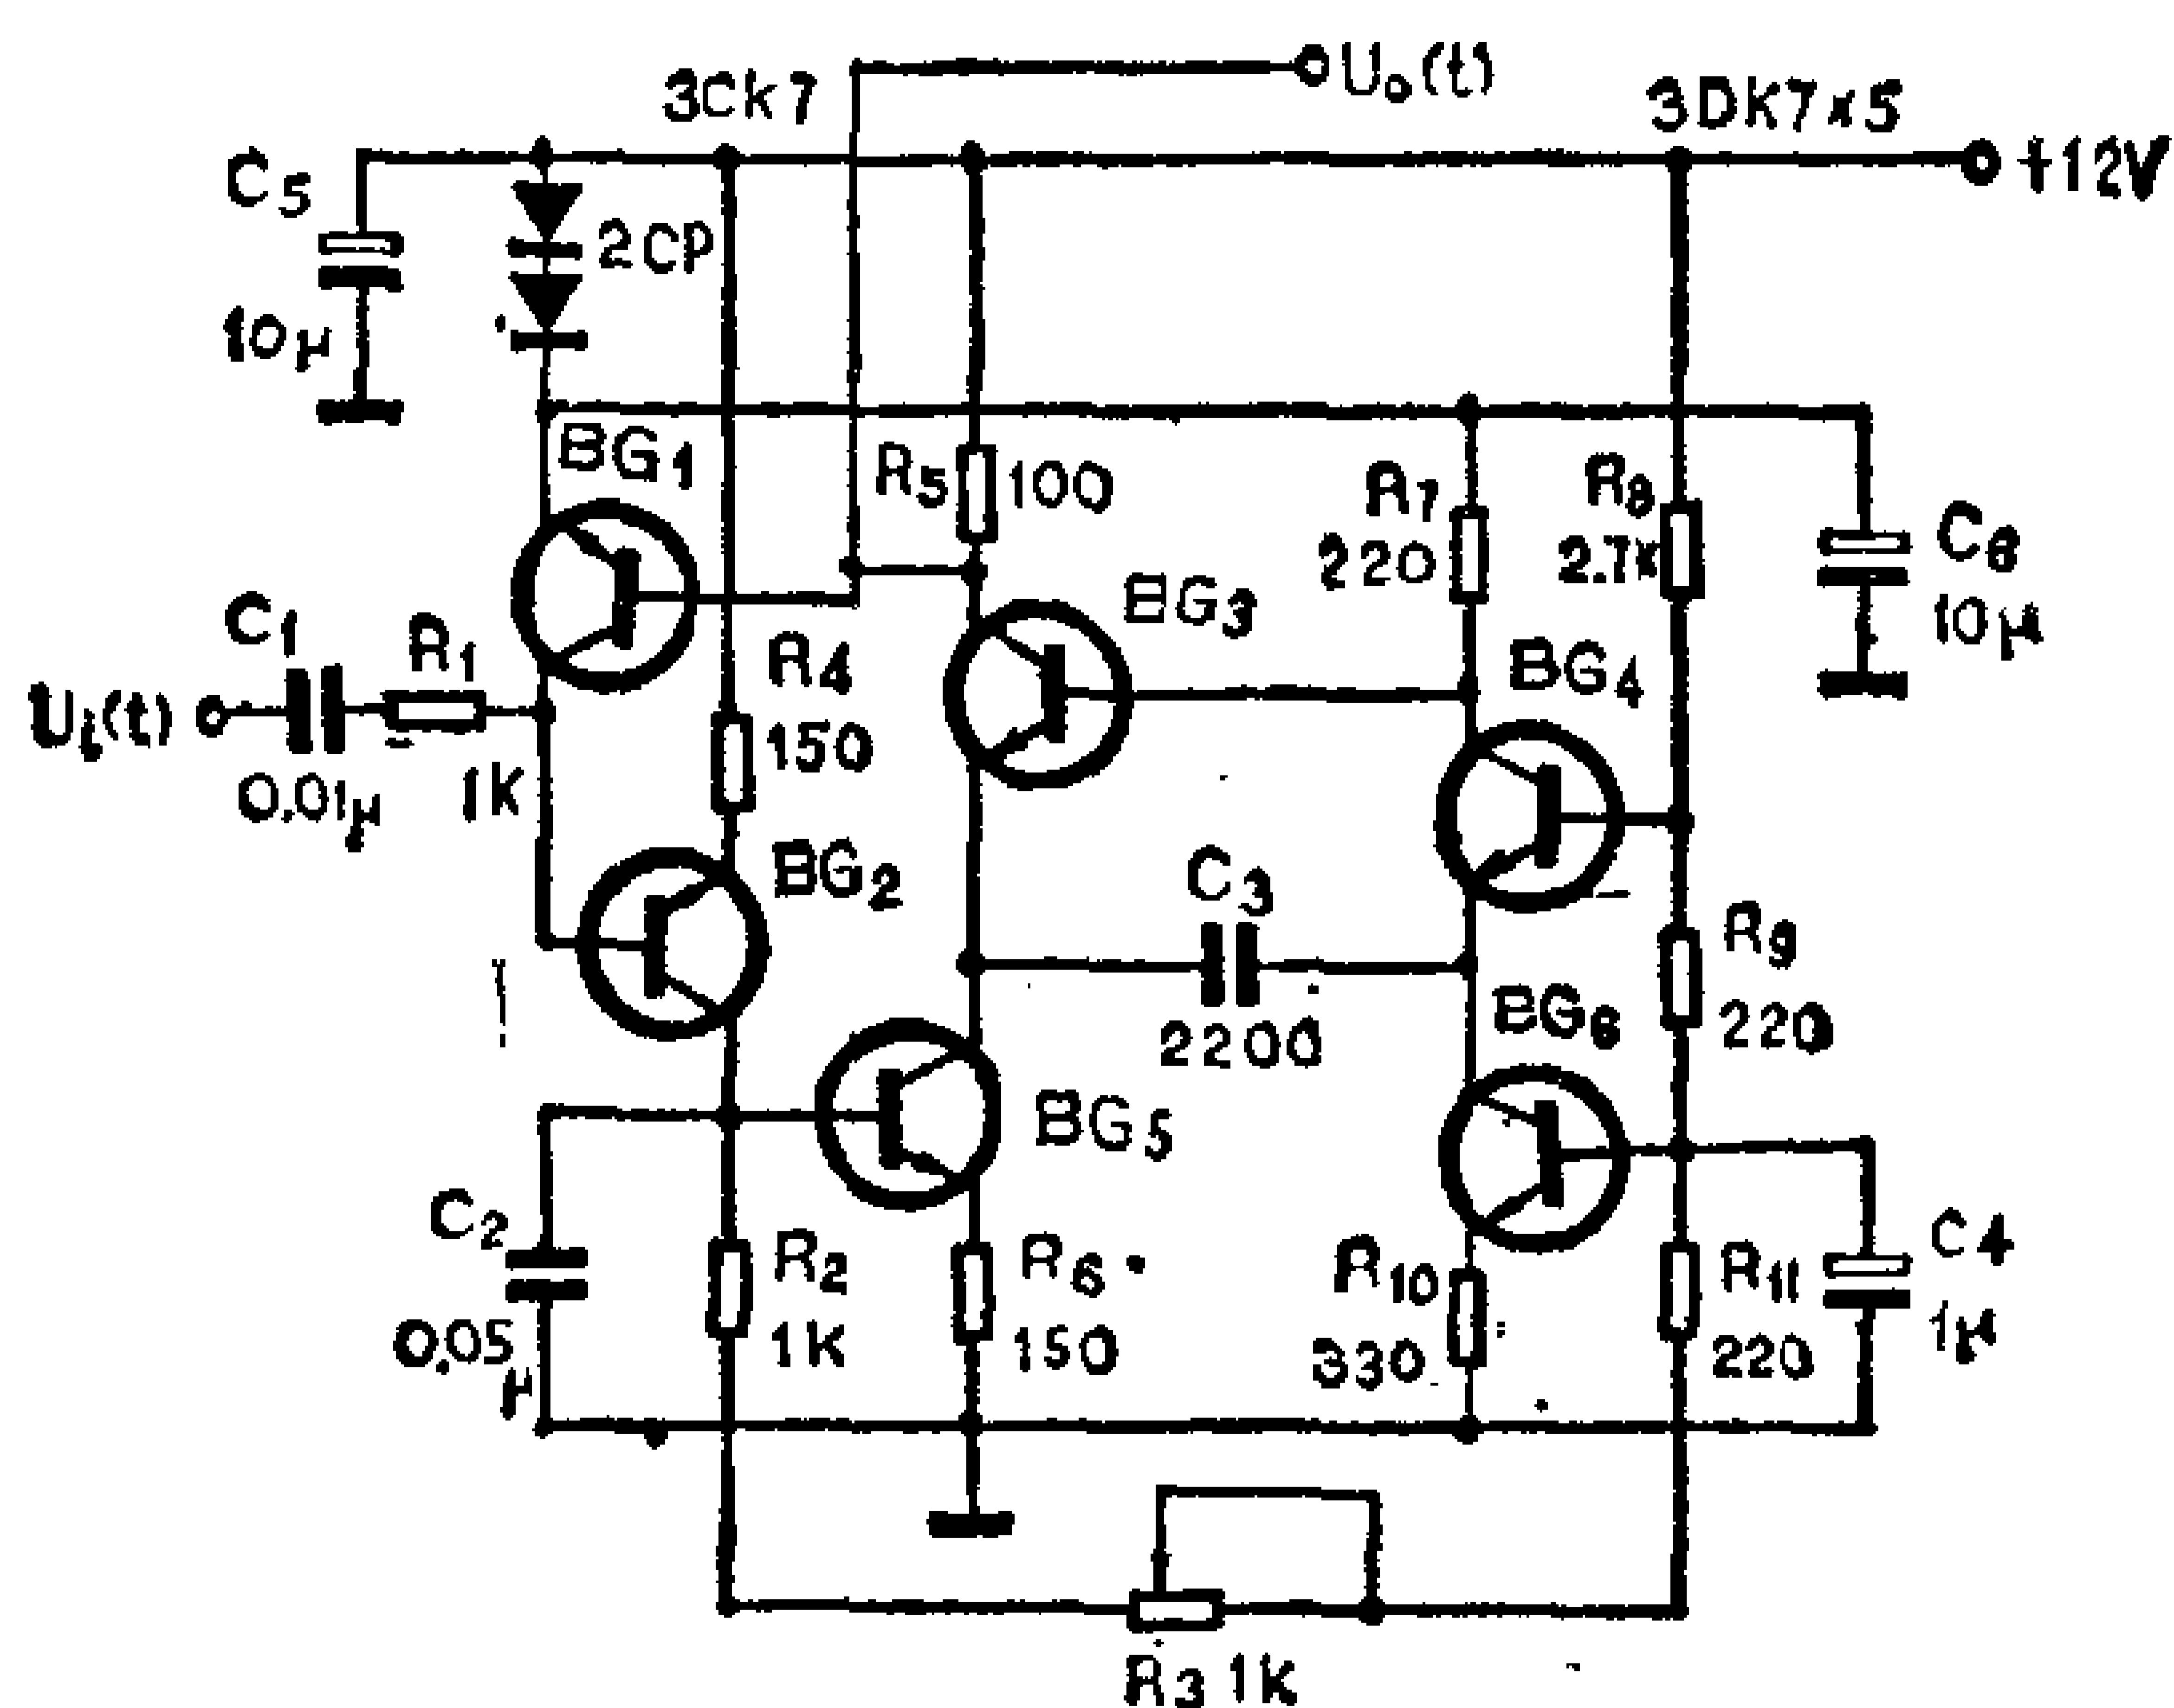 U₀(t)
3Ck7
3DK7×5
+12V
C5
2CP
10μ
BG1
R5
100
R7
220
R8
2.7K
C6
10μ
C1
R1
BG3
R4
BG4
Ui(t)
150
0.01μ
1K
BG2
C3
R9
220
2200
BG6
BG5
C2
R2
R6
R10
R11
C4
0.05μ
1K
150
330
220
1μ
R3 1K